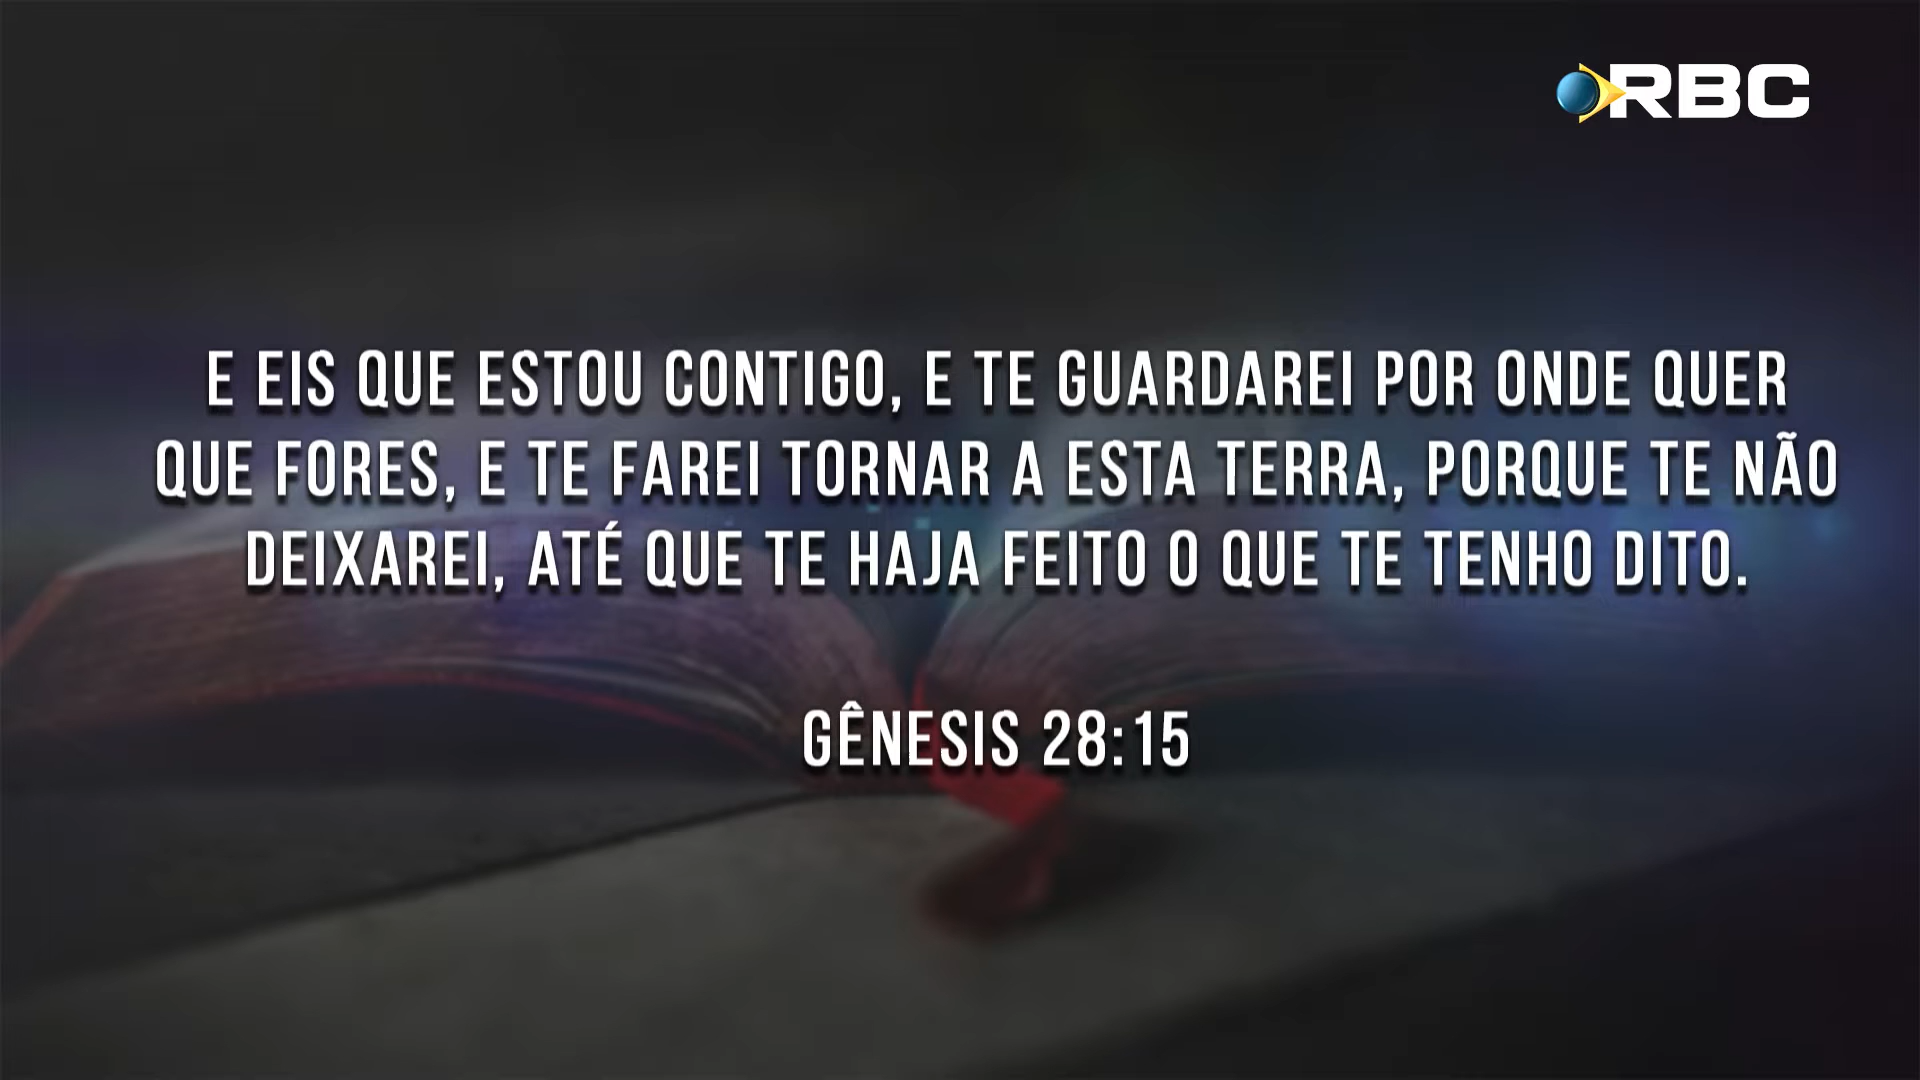 RBC
E EIS QUE ESTOU CONTIGO, E TE GUARDAREI POR ONDE QUER
QUE FORES, E TE FAREI TORNAR A ESTA TERRA, PORQUE TE NÃO
DEIXAREI, ATÉ QUE TE HAJA FEITO O QUE TE TENHO DITO.
GÊNESIS 28:15